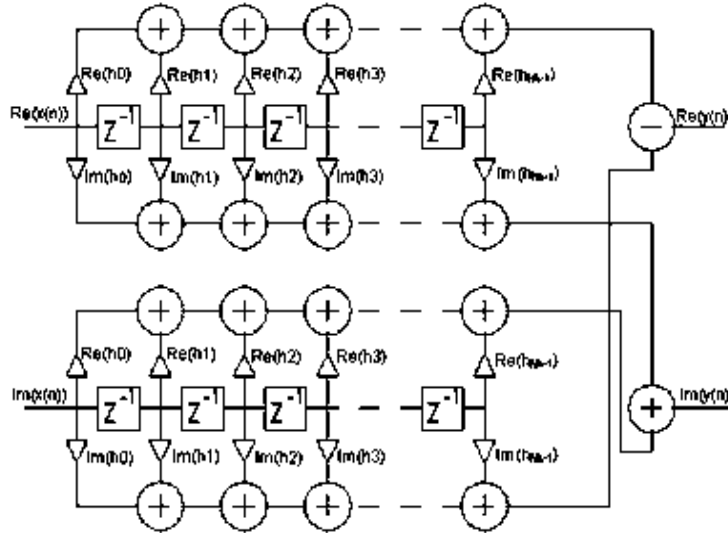 Re(h0) Re(h1) Re(h2) Re(h3)
Re(x(n)) Z⁻¹ Z⁻¹ Z⁻¹ Z⁻¹ Re(y(n)
Im(h0) Im(h1) Im(h2) Im(h3)
Re(h0) Re(h1) Re(h2) Re(h3)
Im(x(n)) Z⁻¹ Z⁻¹ Z⁻¹ Z⁻¹ Im(y(n)
Im(h0) Im(h1) Im(h2) Im(h3)